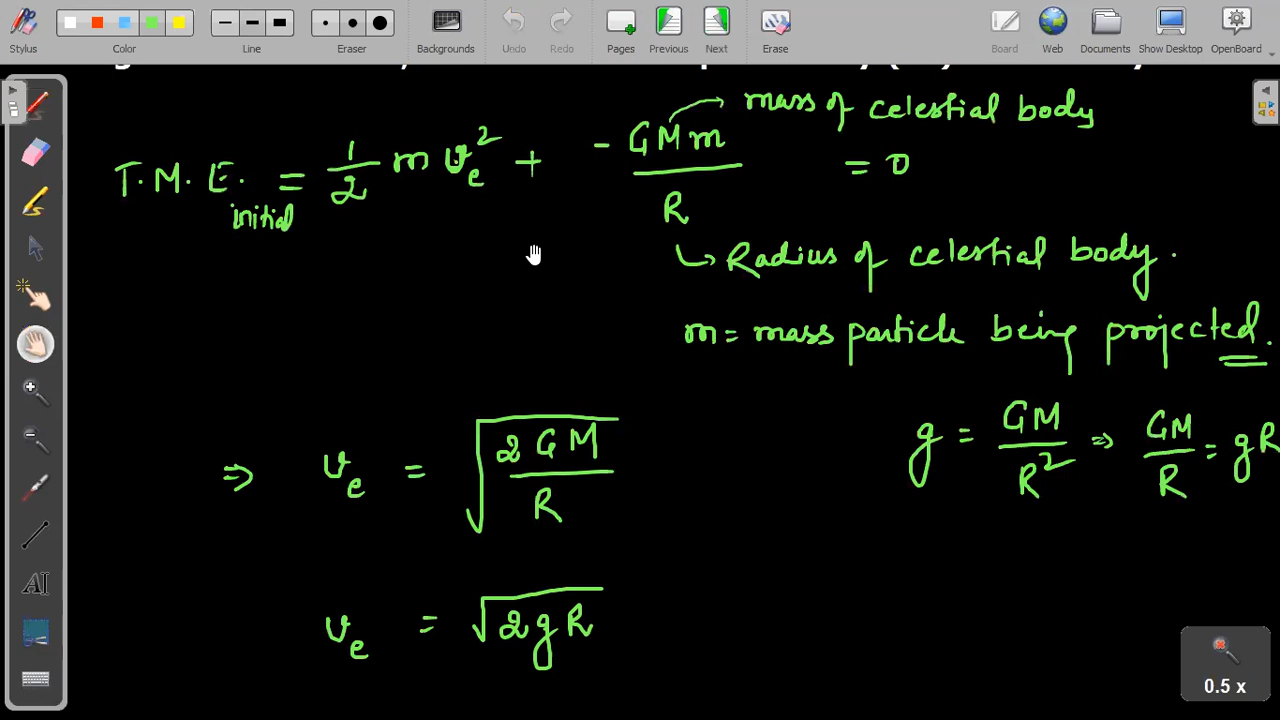 Stylus Color Line Eraser Backgrounds Undo Redo Pages Previous Next Erase Board Web Documents Show Desktop OpenBoard
mass of celestial body
T.M.E. initial = 1/2 m v_e^2 + - GMm/R = 0
Radius of celestial body.
m = mass particle being projected.
g = GM/R^2 ⇒ GM/R = gR
⇒ v_e = √(2GM/R)
v_e = √(2gR)
AI
0.5 x